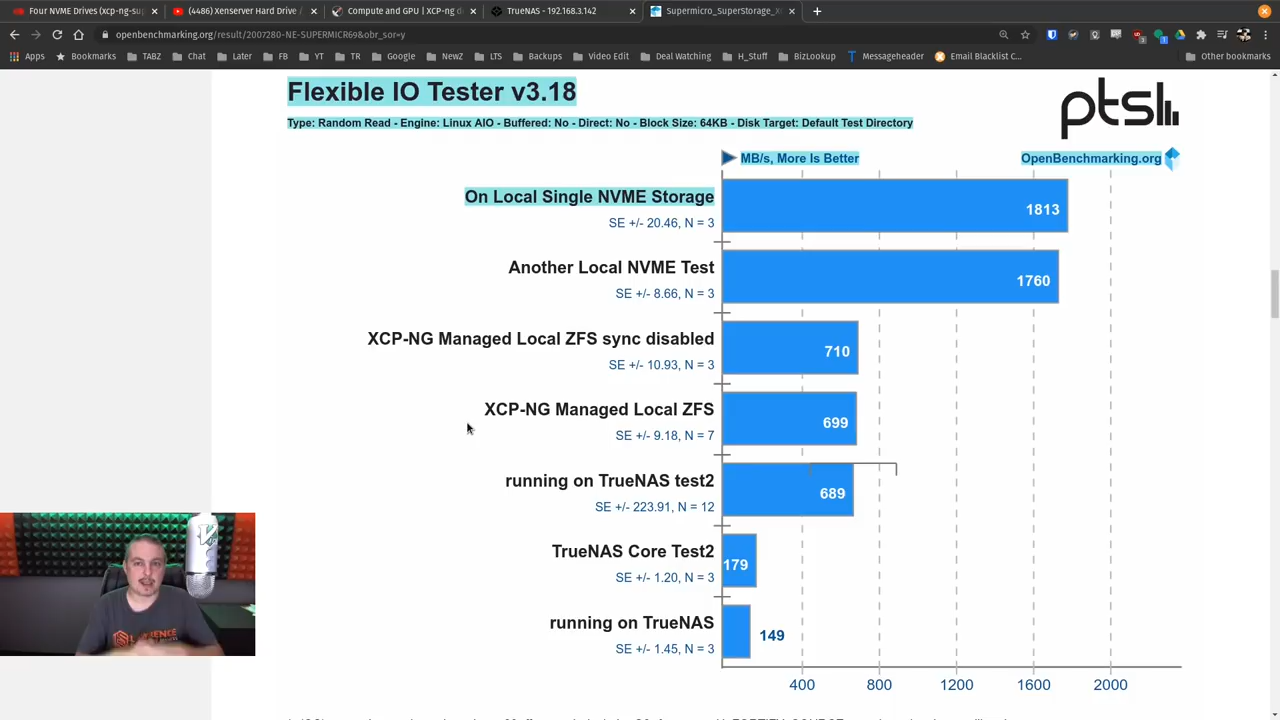 Four NVME Drives (xcp-ng-sup
(4486) Xenserver Hard Drive /
Compute and GPU | XCP-ng d
TrueNAS - 192.168.3.142
Supermicro_Superstorage_X
openbenchmarking.org/result/2007280-NE-SUPERMICR69&obr_sor=y
Apps
Bookmarks
TABZ
Chat
Later
FB
YT
TR
Google
NewZ
LTS
Backups
Video Edit
Deal Watching
H_Stuff
BizLookup
Messageheader
Email Blacklist C...
Other bookmarks
Flexible IO Tester v3.18
Type: Random Read - Engine: Linux AIO - Buffered: No - Direct: No - Block Size: 64KB - Disk Target: Default Test Directory
ptsl
MB/s, More Is Better
OpenBenchmarking.org
On Local Single NVME Storage
SE +/- 20.46, N = 3
1813
Another Local NVME Test
SE +/- 8.66, N = 3
1760
XCP-NG Managed Local ZFS sync disabled
SE +/- 10.93, N = 3
710
XCP-NG Managed Local ZFS
SE +/- 9.18, N = 7
699
running on TrueNAS test2
SE +/- 223.91, N = 12
689
TrueNAS Core Test2
SE +/- 1.20, N = 3
179
running on TrueNAS
SE +/- 1.45, N = 3
149
400 800 1200 1600 2000